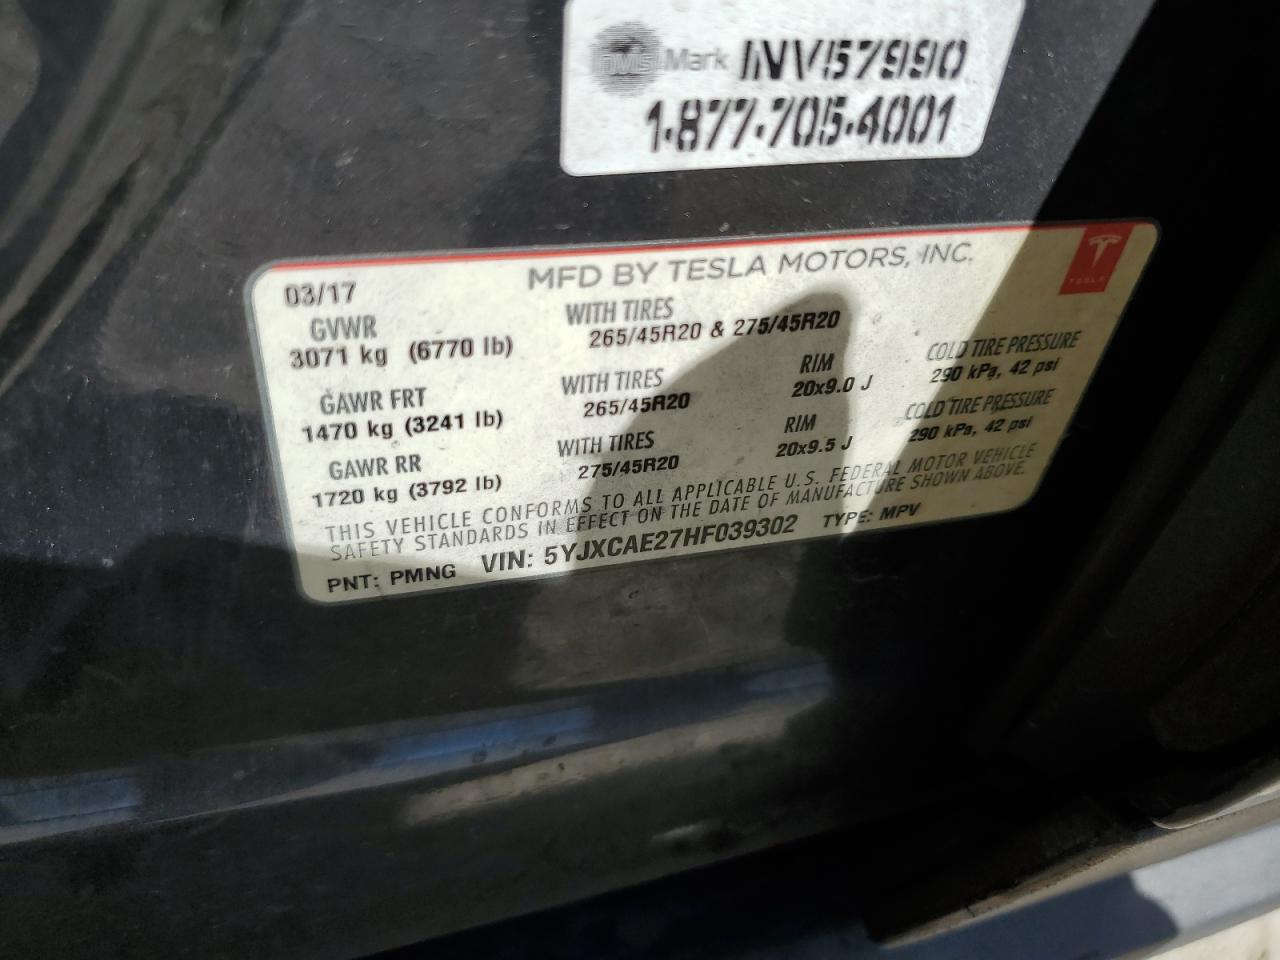 DMS Mark INV57990
1.877.705.4001
MFD BY TESLA MOTORS, INC.
TESLA
03/17
GVWR WITH TIRES
3071 kg (6770 lb) 265/45R20 & 275/45R20
GAWR FRT WITH TIRES RIM COLD TIRE PRESSURE
1470 kg (3241 lb) 265/45R20 20x9.0 J 290 kPa, 42 psi
GAWR RR WITH TIRES RIM COLD TIRE PRESSURE
1720 kg (3792 lb) 275/45R20 20x9.5 J 290 kPa, 42 psi
THIS VEHICLE CONFORMS TO ALL APPLICABLE U.S. FEDERAL MOTOR VEHICLE
SAFETY STANDARDS IN EFFECT ON THE DATE OF MANUFACTURE SHOWN ABOVE.
PNT: PMNG VIN: 5YJXCAE27HF039302 TYPE: MPV